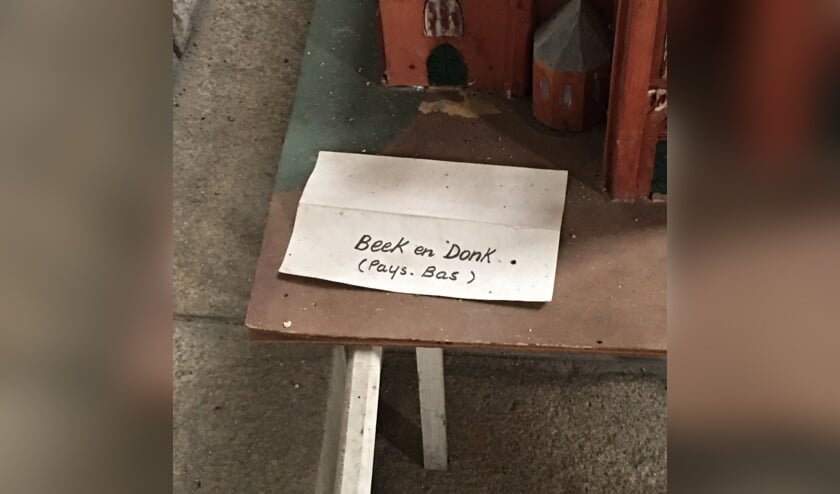 Beek en Donk.
(Pays-Bas)